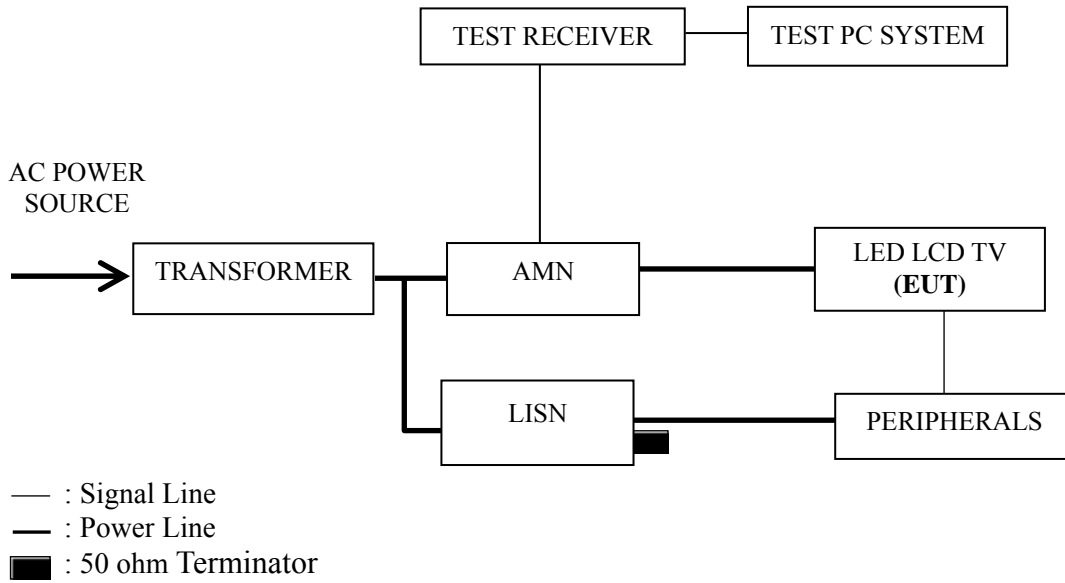 TEST RECEIVER
TEST PC SYSTEM
AC POWER
SOURCE
TRANSFORMER
AMN
LED LCD TV
(EUT)
LISN
PERIPHERALS
: Signal Line
: Power Line
: 50 ohm Terminator